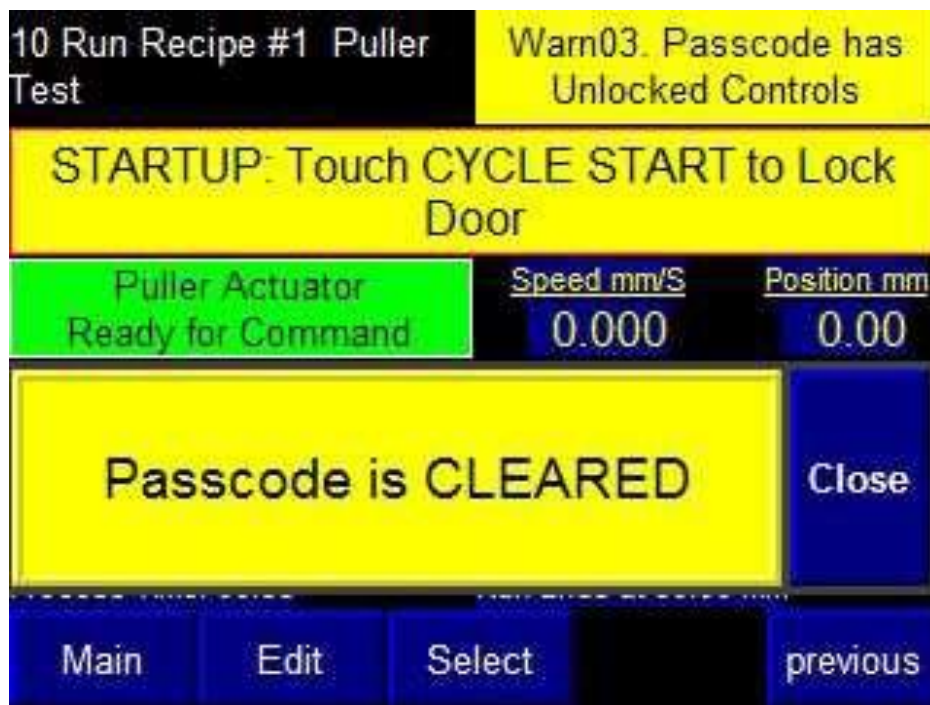 10 Run Recipe #1 Puller
Test
Warn03. Passcode has
Unlocked Controls
STARTUP: Touch CYCLE START to Lock
Door
Puller Actuator
Ready for Command
Speed mm/S
0.000
Position mm
0.00
Passcode is CLEARED
Close
Main
Edit
Select
previous